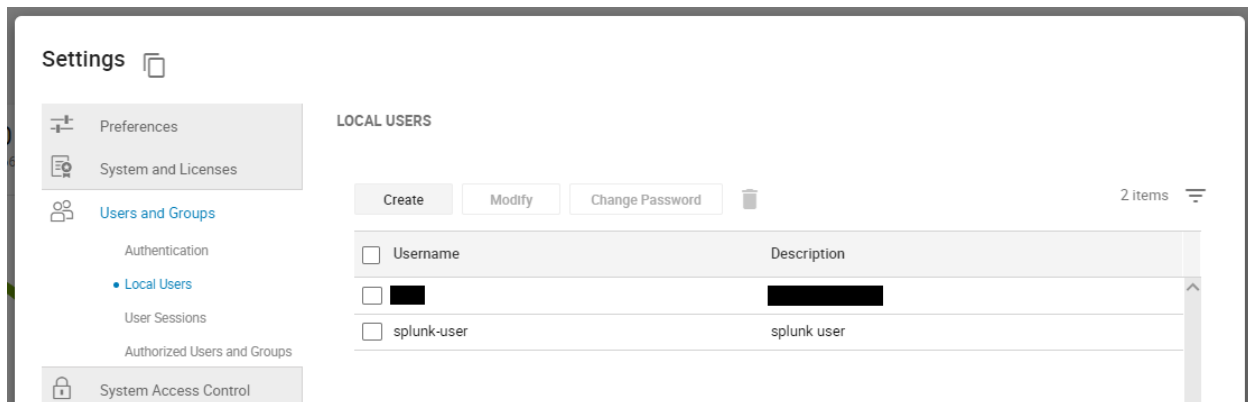 Settings
Preferences
System and Licenses
Users and Groups
Authentication
Local Users
User Sessions
Authorized Users and Groups
System Access Control
LOCAL USERS
Create Modify Change Password 2 items
Username Description
splunk-user splunk user